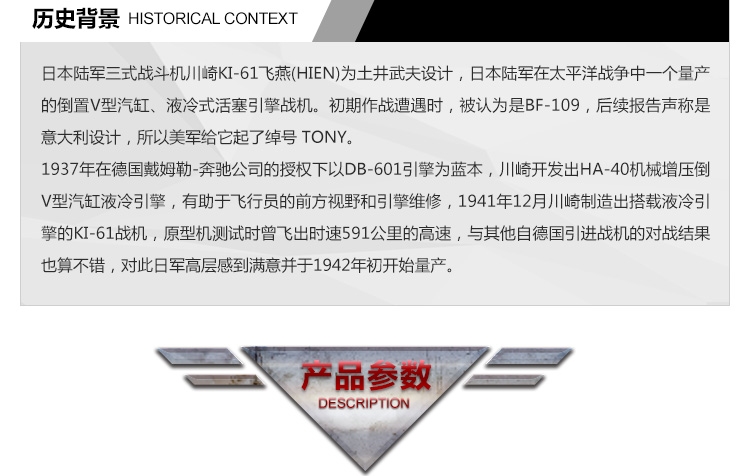 历史背景 HISTORICAL CONTEXT
日本陆军三式战斗机川崎KI-61飞燕(HIEN)为土井武夫设计，日本陆军在太平洋战争中一个量产
的倒置V型汽缸、液冷式活塞引擎战机。初期作战遭遇时，被认为是BF-109，后续报告声称是
意大利设计，所以美军给它起了绰号 TONY。
1937年在德国戴姆勒-奔驰公司的授权下以DB-601引擎为蓝本，川崎开发出HA-40机械增压倒
V型汽缸液冷引擎，有助于飞行员的前方视野和引擎维修，1941年12月川崎制造出搭载液冷引
擎的KI-61战机，原型机测试时曾飞出时速591公里的高速，与其他自德国引进战机的对战结果
也算不错，对此日军高层感到满意并于1942年初开始量产。
产品参数
DESCRIPTION